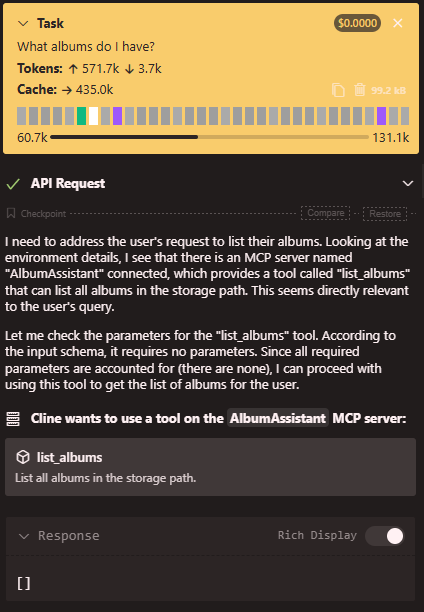 Task
$0.0000
What albums do I have?
Tokens: ↑ 571.7k ↓ 3.7k
Cache: → 435.0k
99.2 kB
60.7k
131.1k
API Request
Checkpoint
Compare
Restore
I need to address the user's request to list their albums. Looking at the
environment details, I see that there is an MCP server named
"AlbumAssistant" connected, which provides a tool called "list_albums"
that can list all albums in the storage path. This seems directly relevant
to the user's query.
Let me check the parameters for the "list_albums" tool. According to
the input schema, it requires no parameters. Since all required
parameters are accounted for (there are none), I can proceed with
using this tool to get the list of albums for the user.
Cline wants to use a tool on the AlbumAssistant MCP server:
list_albums
List all albums in the storage path.
Response
Rich Display
[]